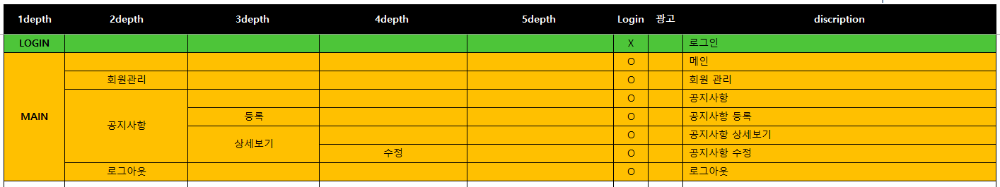 1depth 2depth 3depth 4depth 5depth Login 광고 discription
LOGIN X 로그인
O 메인
회원관리 O 회원 관리
O 공지사항
MAIN 등록 O 공지사항 등록
공지사항 O 공지사항 상세보기
상세보기
수정 O 공지사항 수정
로그아웃 O 로그아웃